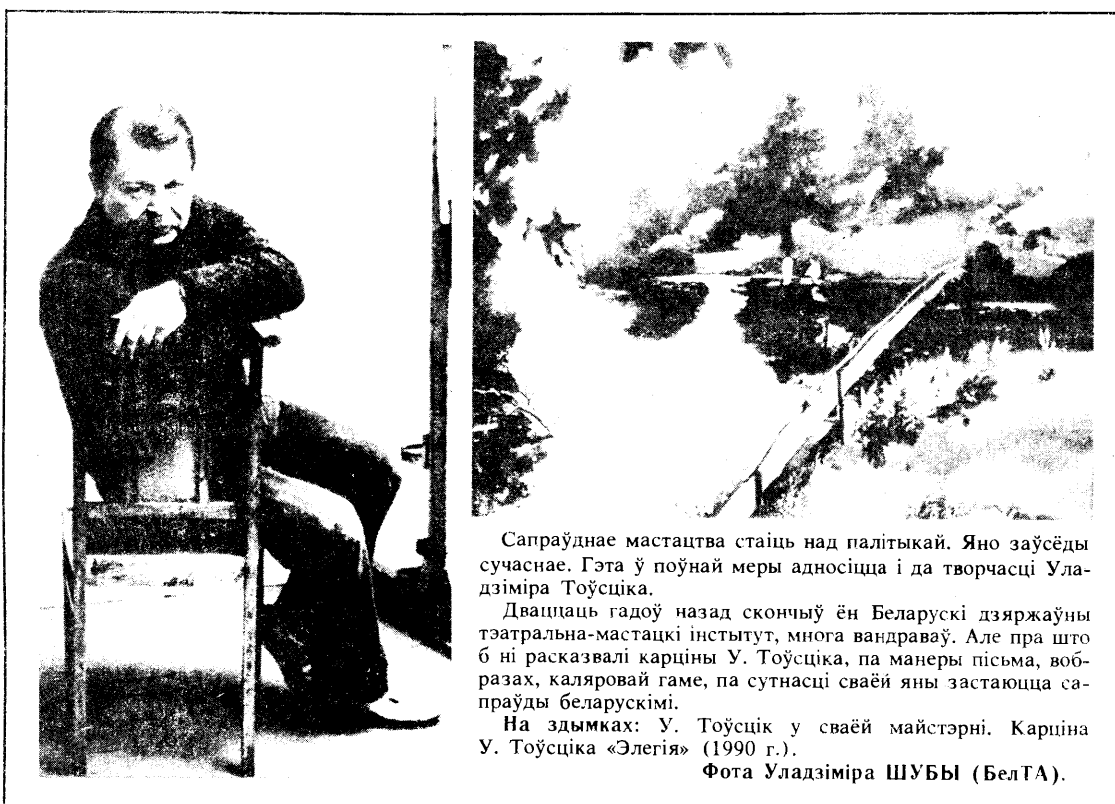 Сапраўднае мастацтва стаіць над палітыкай. Яно заўсёды
сучаснае. Гэта ў поўнай меры адносіцца і да творчасці Ула-
дзіміра Тоўсціка.
Дваццаць гадоў назад скончыў ён Беларускі дзяржаўны
тэатральна-мастацкі інстытут, многа вандраваў. Але пра што
б ні расказвалі карціны У. Тоўсціка, па манеры пісьма, воб-
разах, каляровай гаме, па сутнасці сваёй яны застаюцца са-
праўды беларускімі.
На здымках: У. Тоўсцік у сваёй майстэрні. Карціна
У. Тоўсціка «Элегія» (1990 г.).
Фота Уладзіміра ШУБЫ (БелТА).